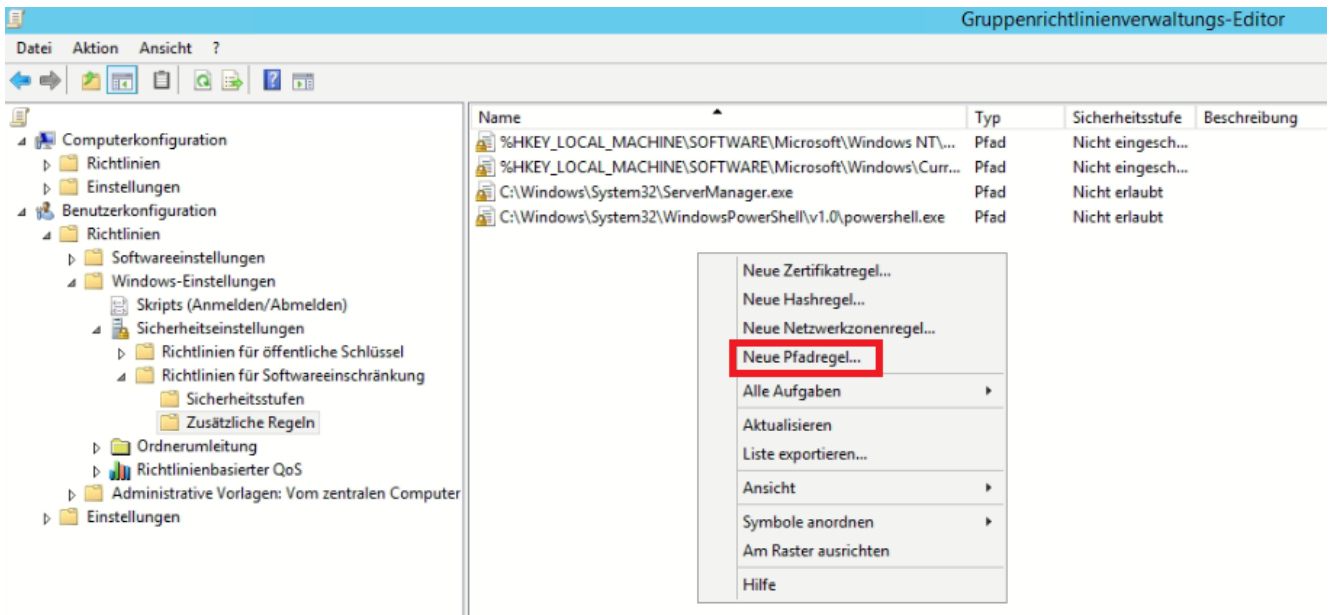 Gruppenrichtlinienverwaltungs-Editor
Datei Aktion Ansicht ?
Computerkonfiguration
Richtlinien
Einstellungen
Benutzerkonfiguration
Richtlinien
Softwareeinstellungen
Windows-Einstellungen
Skripts (Anmelden/Abmelden)
Sicherheitseinstellungen
Richtlinien für öffentliche Schlüssel
Richtlinien für Softwareeinschränkung
Sicherheitsstufen
Zusätzliche Regeln
Ordnerumleitung
Richtlinienbasierter QoS
Administrative Vorlagen: Vom zentralen Computer
Einstellungen
Name Typ Sicherheitsstufe Beschreibung
%HKEY_LOCAL_MACHINE\SOFTWARE\Microsoft\Windows NT\... Pfad Nicht eingesch...
%HKEY_LOCAL_MACHINE\SOFTWARE\Microsoft\Windows\Curr... Pfad Nicht eingesch...
C:\Windows\System32\ServerManager.exe Pfad Nicht erlaubt
C:\Windows\System32\WindowsPowerShell\v1.0\powershell.exe Pfad Nicht erlaubt
Neue Zertifikatregel...
Neue Hashregel...
Neue Netzwerkzonenregel...
Neue Pfadregel...
Alle Aufgaben
Aktualisieren
Liste exportieren...
Ansicht
Symbole anordnen
Am Raster ausrichten
Hilfe